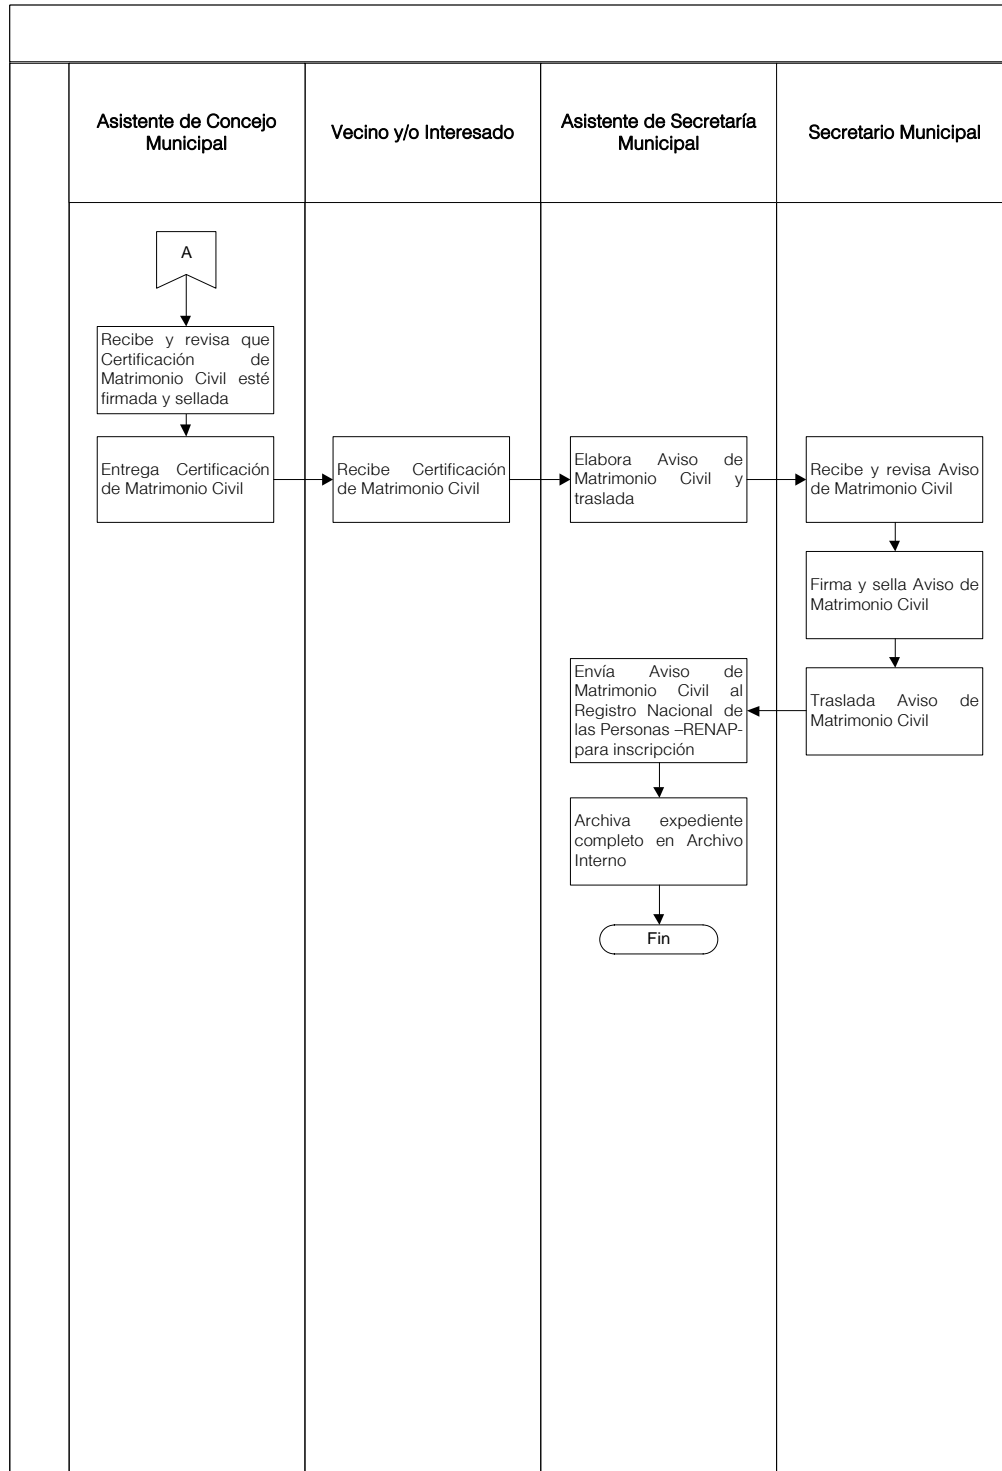 Asistente de Concejo
Municipal
Vecino y/o Interesado
Asistente de Secretaría
Municipal
Secretario Municipal
A
Recibe y revisa que
Certificación de
Matrimonio Civil esté
firmada y sellada
Entrega Certificación
de Matrimonio Civil
Recibe Certificación
de Matrimonio Civil
Elabora Aviso de
Matrimonio Civil y
traslada
Recibe y revisa Aviso
de Matrimonio Civil
Firma y sella Aviso de
Matrimonio Civil
Traslada Aviso de
Matrimonio Civil
Envía Aviso de
Matrimonio Civil al
Registro Nacional de
las Personas –RENAP-
para inscripción
Archiva expediente
completo en Archivo
Interno
Fin